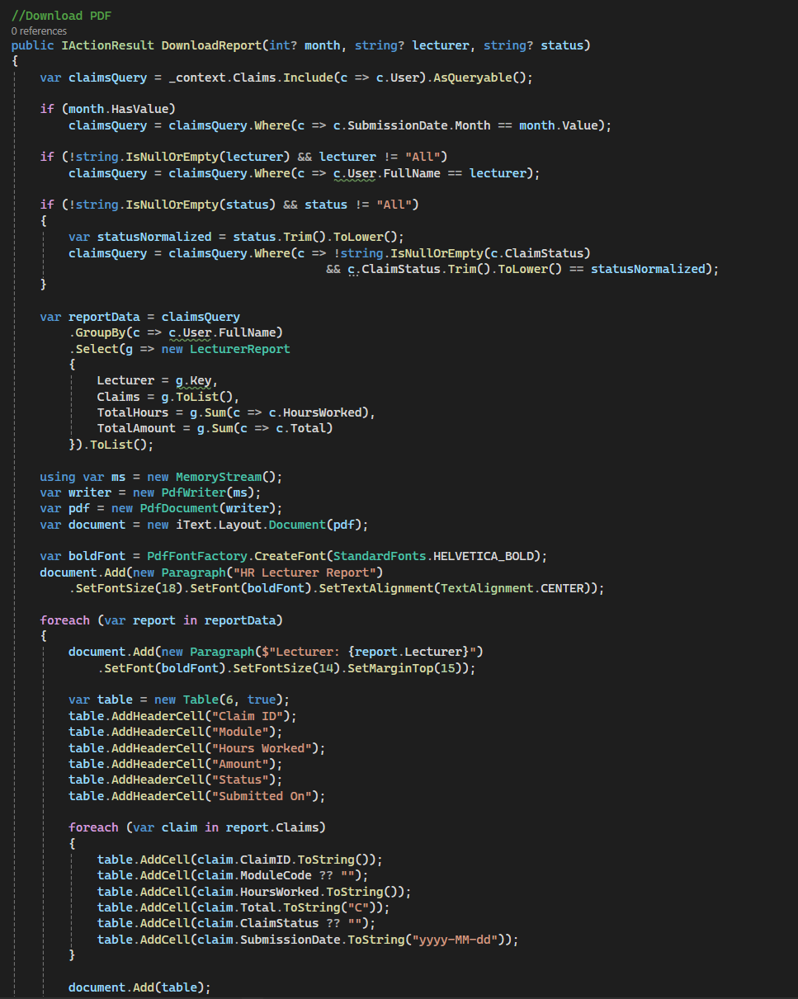 //Download PDF
0 references
public IActionResult DownloadReport(int? month, string? lecturer, string? status)
{
    var claimsQuery = _context.Claims.Include(c => c.User).AsQueryable();

    if (month.HasValue)
        claimsQuery = claimsQuery.Where(c => c.SubmissionDate.Month == month.Value);

    if (!string.IsNullOrEmpty(lecturer) && lecturer != "All")
        claimsQuery = claimsQuery.Where(c => c.User.FullName == lecturer);

    if (!string.IsNullOrEmpty(status) && status != "All")
    {
        var statusNormalized = status.Trim().ToLower();
        claimsQuery = claimsQuery.Where(c => !string.IsNullOrEmpty(c.ClaimStatus)
                                            && c.ClaimStatus.Trim().ToLower() == statusNormalized);
    }

    var reportData = claimsQuery
        .GroupBy(c => c.User.FullName)
        .Select(g => new LecturerReport
        {
            Lecturer = g.Key,
            Claims = g.ToList(),
            TotalHours = g.Sum(c => c.HoursWorked),
            TotalAmount = g.Sum(c => c.Total)
        }).ToList();

    using var ms = new MemoryStream();
    var writer = new PdfWriter(ms);
    var pdf = new PdfDocument(writer);
    var document = new iText.Layout.Document(pdf);

    var boldFont = PdfFontFactory.CreateFont(StandardFonts.HELVETICA_BOLD);
    document.Add(new Paragraph("HR Lecturer Report")
        .SetFontSize(18).SetFont(boldFont).SetTextAlignment(TextAlignment.CENTER));

    foreach (var report in reportData)
    {
        document.Add(new Paragraph($"Lecturer: {report.Lecturer}")
            .SetFont(boldFont).SetFontSize(14).SetMarginTop(15));

        var table = new Table(6, true);
        table.AddHeaderCell("Claim ID");
        table.AddHeaderCell("Module");
        table.AddHeaderCell("Hours Worked");
        table.AddHeaderCell("Amount");
        table.AddHeaderCell("Status");
        table.AddHeaderCell("Submitted On");

        foreach (var claim in report.Claims)
        {
            table.AddCell(claim.ClaimID.ToString());
            table.AddCell(claim.ModuleCode ?? "");
            table.AddCell(claim.HoursWorked.ToString());
            table.AddCell(claim.Total.ToString("C"));
            table.AddCell(claim.ClaimStatus ?? "");
            table.AddCell(claim.SubmissionDate.ToString("yyyy-MM-dd"));
        }

        document.Add(table);